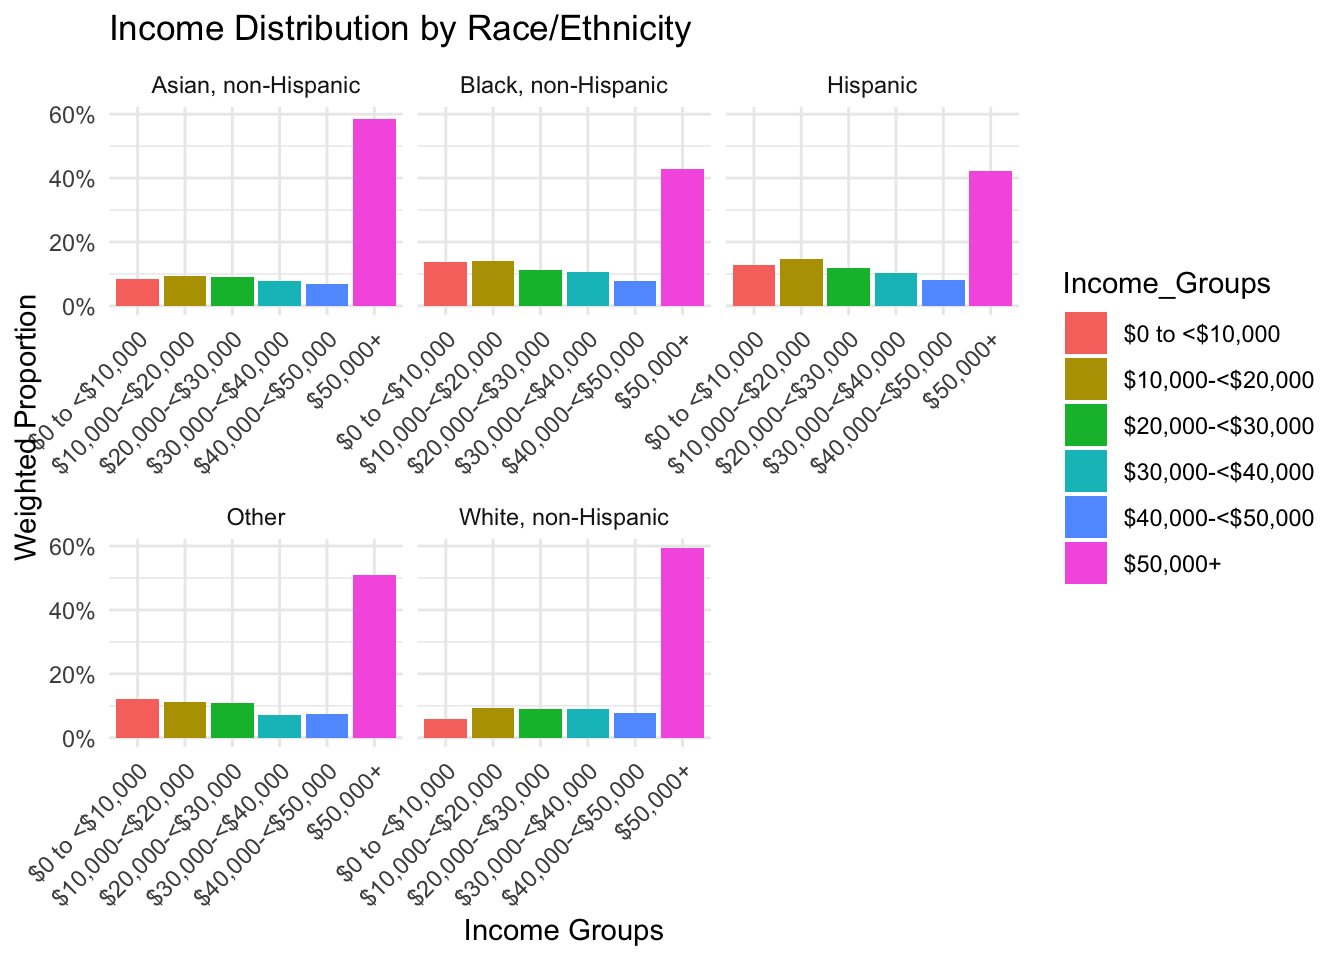 Income Distribution by Race/Ethnicity
Asian, non-Hispanic
Black, non-Hispanic
Hispanic
60%
40%
20%
0%
$0 to <$10,000
$10,000-<$20,000
$20,000-<$30,000
$30,000-<$40,000
$40,000-<$50,000
$50,000+
$0 to <$10,000
$10,000-<$20,000
$20,000-<$30,000
$30,000-<$40,000
$40,000-<$50,000
$50,000+
$0 to <$10,000
$10,000-<$20,000
$20,000-<$30,000
$30,000-<$40,000
$40,000-<$50,000
$50,000+
Weighted Proportion
Other
White, non-Hispanic
60%
40%
20%
0%
$0 to <$10,000
$10,000-<$20,000
$20,000-<$30,000
$30,000-<$40,000
$40,000-<$50,000
$50,000+
$0 to <$10,000
$10,000-<$20,000
$20,000-<$30,000
$30,000-<$40,000
$40,000-<$50,000
$50,000+
Income Groups
Income_Groups
$0 to <$10,000
$10,000-<$20,000
$20,000-<$30,000
$30,000-<$40,000
$40,000-<$50,000
$50,000+